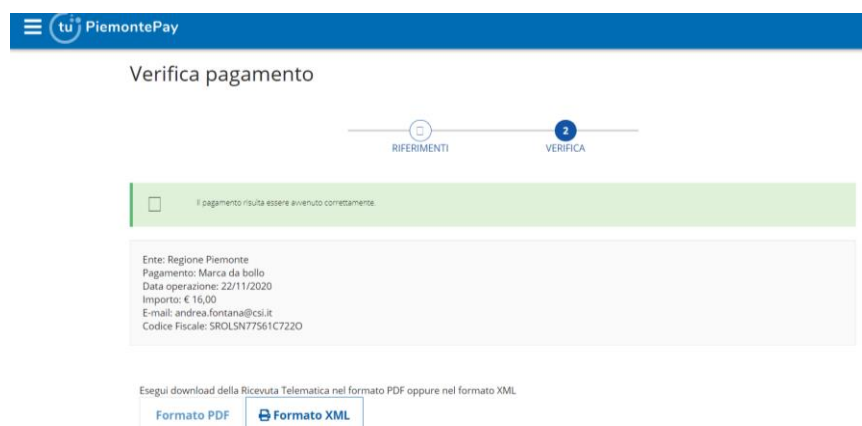 tu PiemontePay
Verifica pagamento
2
RIFERIMENTI VERIFICA
Il pagamento risulta essere avvenuto correttamente.
Ente: Regione Piemonte
Pagamento: Marca da bollo
Data operazione: 22/11/2020
Importo: € 16,00
E-mail: andrea.fontana@csi.it
Codice Fiscale: SROLSN77S61C722O
Esegui download della Ricevuta Telematica nel formato PDF oppure nel formato XML
Formato PDF Formato XML